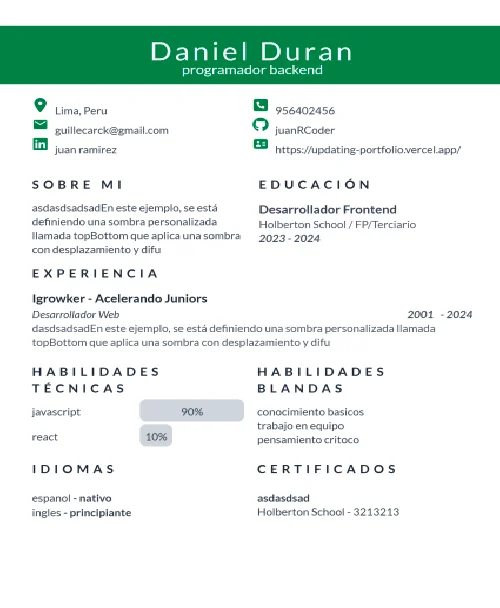 Daniel Duran
programador backend
Lima, Peru
956402456
guillecarck@gmail.com
juanRCoder
juan ramirez
https://updating-portfolio.vercel.app/
SOBRE MI
asdasdsadsadEn este ejemplo, se está
definiendo una sombra personalizada
llamada topBottom que aplica una sombra
con desplazamiento y difu
EDUCACIÓN
Desarrollador Frontend
Holberton School / FP/Terciario
2023 - 2024
EXPERIENCIA
Igrowker - Acelerando Juniors
Desarrollador Web 2001 - 2024
dasdsadsadEn este ejemplo, se está definiendo una sombra personalizada llamada
topBottom que aplica una sombra con desplazamiento y difu
HABILIDADES
TÉCNICAS
javascript 90%
react 10%
HABILIDADES
BLANDAS
conocimiento basicos
trabajo en equipo
pensamiento critoco
IDIOMAS
espanol - nativo
ingles - principiante
CERTIFICADOS
asdasdsad
Holberton School - 3213213